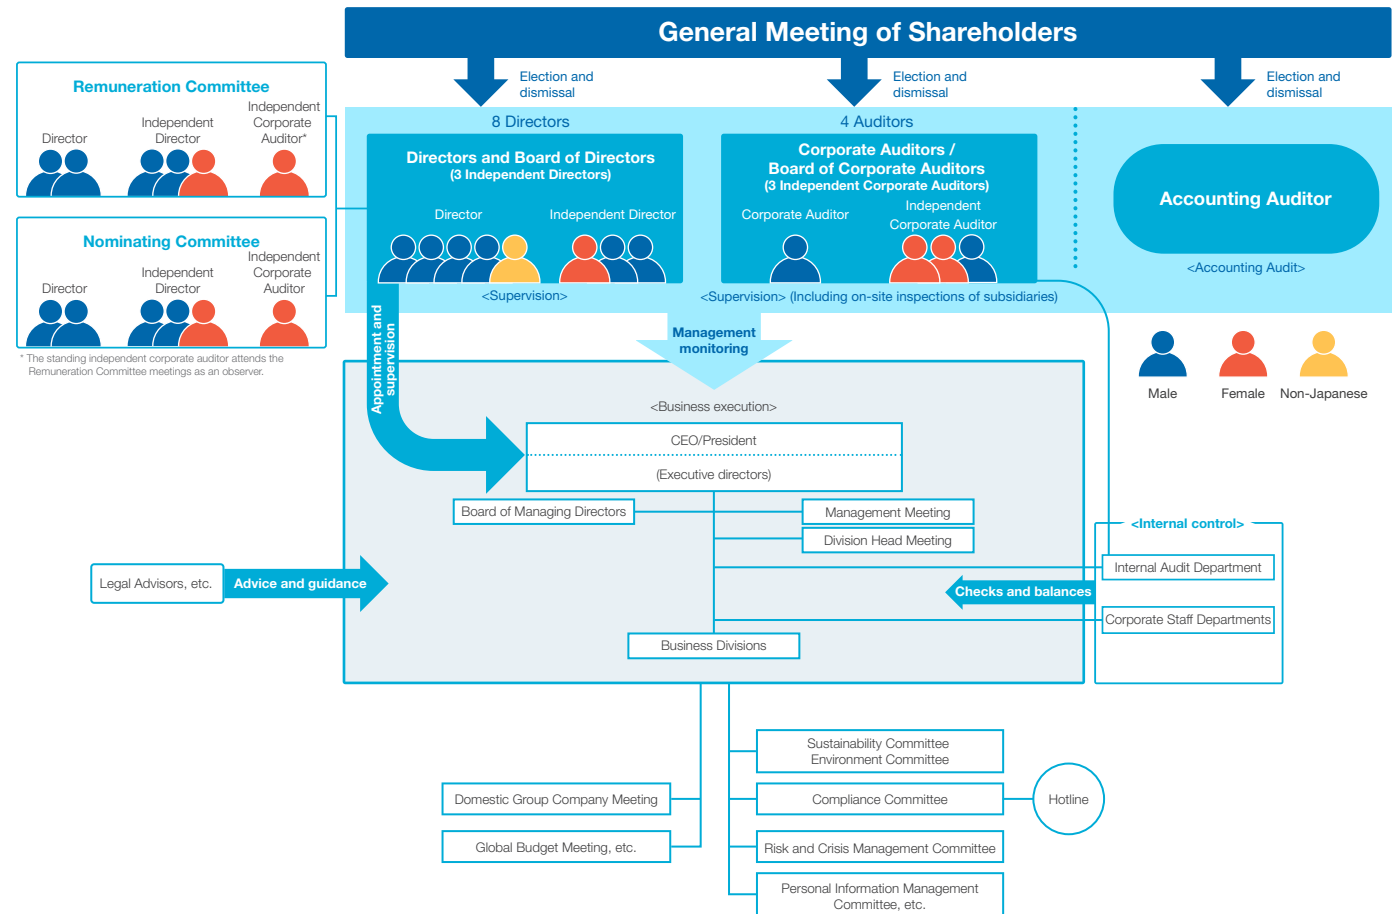 General Meeting of Shareholders
Election and
dismissal
Election and
dismissal
Election and
dismissal
Remuneration Committee
Director
Independent
Director
Independent
Corporate
Auditor*
Nominating Committee
Director
Independent
Director
Independent
Corporate
Auditor
* The standing independent corporate auditor attends the
Remuneration Committee meetings as an observer.
8 Directors
Directors and Board of Directors
(3 Independent Directors)
Director
Independent Director
<Supervision>
4 Auditors
Corporate Auditors /
Board of Corporate Auditors
(3 Independent Corporate Auditors)
Corporate Auditor
Independent
Corporate Auditor
<Supervision> (Including on-site inspections of subsidiaries)
Accounting Auditor
<Accounting Audit>
Male
Female
Non-Japanese
Management
monitoring
Appointment and
supervision
<Business execution>
CEO/President
(Executive directors)
Board of Managing Directors
Management Meeting
Division Head Meeting
Legal Advisors, etc.
Advice and guidance
Checks and balances
<Internal control>
Internal Audit Department
Corporate Staff Departments
Business Divisions
Domestic Group Company Meeting
Global Budget Meeting, etc.
Sustainability Committee
Environment Committee
Compliance Committee
Hotline
Risk and Crisis Management Committee
Personal Information Management
Committee, etc.